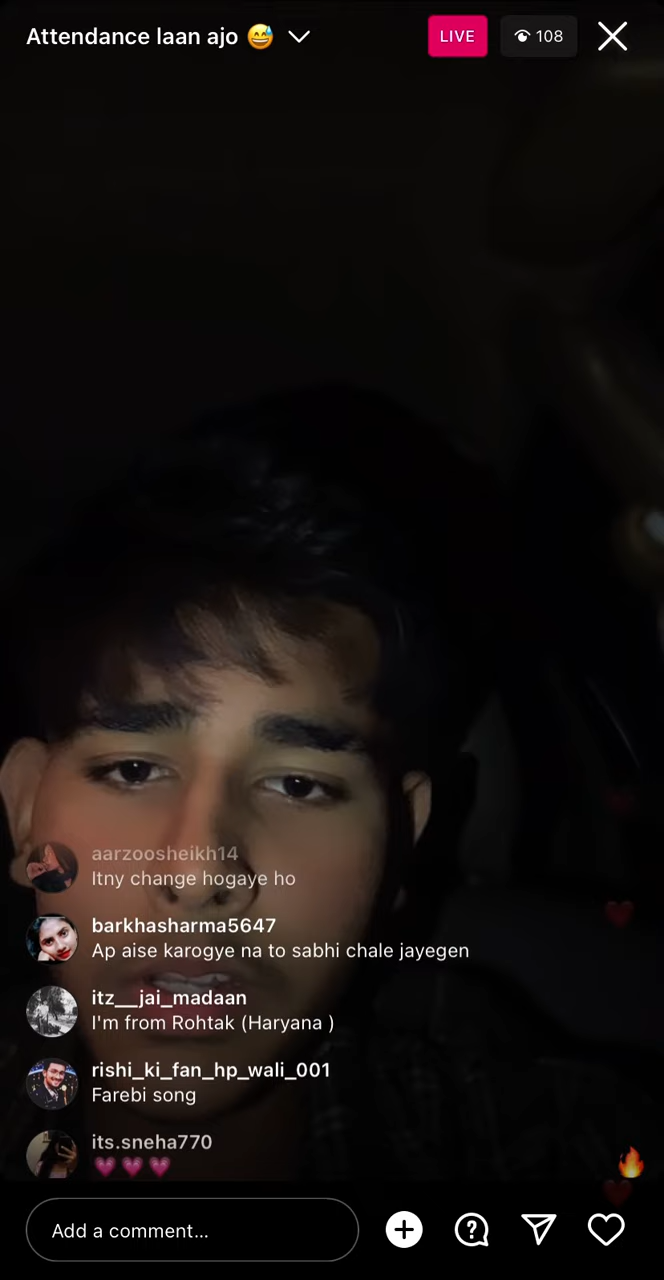 Attendance laan ajo 😅
LIVE
108
aarzoosheikh14
Itny change hogaye ho
barkhasharma5647
Ap aise karogye na to sabhi chale jayegen
itz__jai_madaan
I'm from Rohtak (Haryana )
rishi_ki_fan_hp_wali_001
Farebi song
its.sneha770
💗💗💗
Add a comment...